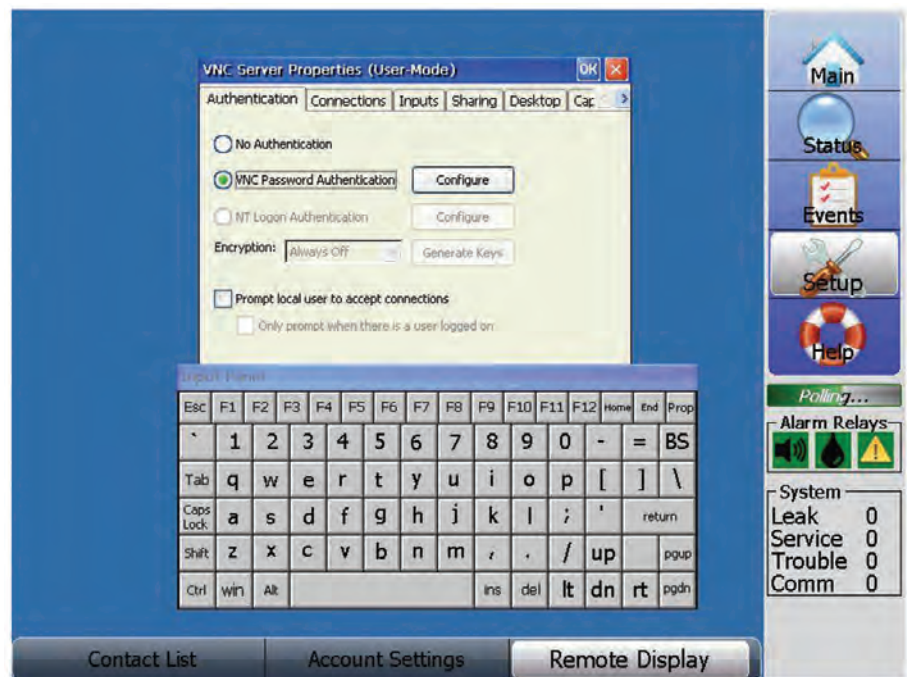 VNC Server Properties (User-Mode) OK
Authentication Connections Inputs Sharing Desktop Cap
No Authentication
VNC Password Authentication Configure
NT Logon Authentication Configure
Encryption: Always Off Generate Keys
Prompt local user to accept connections
Only prompt when there is a user logged on
Input Panel
Esc F1 F2 F3 F4 F5 F6 F7 F8 F9 F10 F11 F12 Home End Prop
` 1 2 3 4 5 6 7 8 9 0 - = BS
Tab q w e r t y u i o p [ ] \
Caps Lock a s d f g h j k l ; ' return
Shift z x c v b n m , . / up pgup
Ctrl win Alt ins del lt dn rt pgdn
Contact List Account Settings Remote Display
Main
Status
Events
Setup
Help
Polling...
Alarm Relays
System
Leak 0
Service 0
Trouble 0
Comm 0